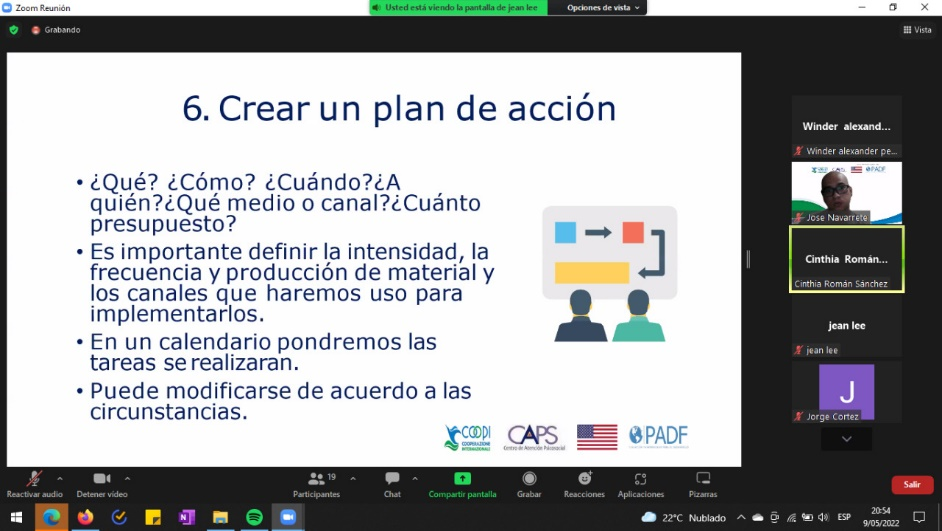 Zoom Reunión
Usted está viendo la pantalla de jean lee
Opciones de vista
Grabando
Vista
6. Crear un plan de acción
• ¿Qué? ¿Cómo? ¿Cuándo?¿A
quién?¿Qué medio o canal?¿Cuánto
presupuesto?
• Es importante definir la intensidad, la
frecuencia y producción de material y
los canales que haremos uso para
implementarlos.
• En un calendario pondremos las
tareas se realizaran.
• Puede modificarse de acuerdo a las
circunstancias.
COOPI
COOPERAZIONE
INTERNAZIONALE
CAPS
Centro de Atención Psicosocial
PADF
Winder alexand...
Winder alexander pe...
PADF
Jose Navarrete
Cinthia Román...
Cinthia Román Sánchez
jean lee
jean lee
J
Jorge Cortez
Reactivar audio
Detener video
19
Participantes
Chat
Compartir pantalla
Grabar
Reacciones
Aplicaciones
Pizarras
Salir
22°C Nublado
ESP
20:54
9/05/2022